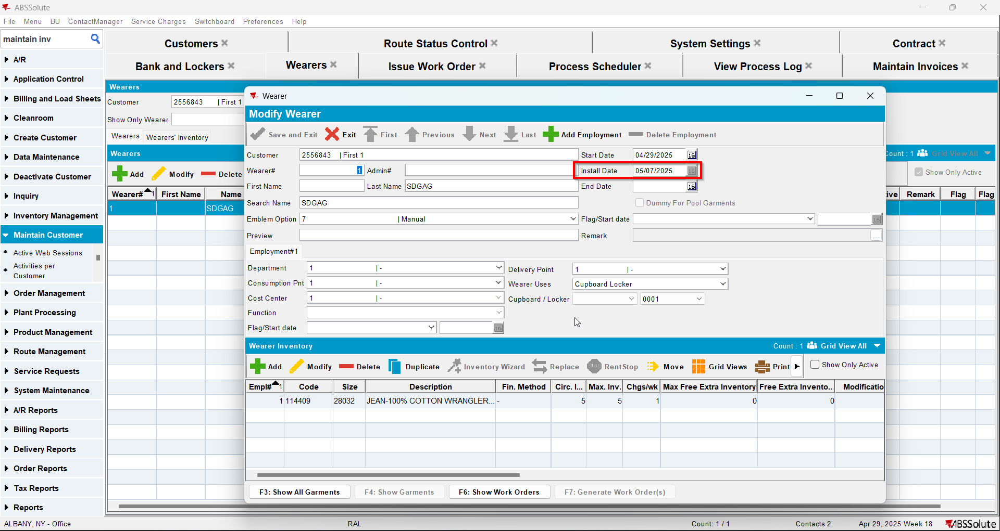 ABSSolute
File Menu BU ContactManager Service Charges Switchboard Preferences Help
maintain inv
Customers Route Status Control System Settings Contract
Bank and Lockers Wearers Issue Work Order Process Scheduler View Process Log Maintain Invoices
A/R
Application Control
Billing and Load Sheets
Cleanroom
Create Customer
Data Maintenance
Deactivate Customer
Inquiry
Inventory Management
Maintain Customer
Active Web Sessions
Activities per
Customer
Order Management
Plant Processing
Product Management
Route Management
Service Requests
System Maintenance
A/R Reports
Billing Reports
Delivery Reports
Order Reports
Tax Reports
Reports
Wearers
Customer 2556843 | First 1
Show Only Wearer
Wearers Wearers' Inventory
Wearers
Count : 1 Grid View All
Add Modify Delete
Show Only Active
Wearer# 1 First Name Name
ive Remark Flag Flag
1 SDGAG
Wearer
Modify Wearer
Save and Exit Exit First Previous Next Last Add Employment Delete Employment
Customer 2556843 | First 1 Start Date 04/29/2025 16
Wearer# 1 Admin# Install Date 05/07/2025 16
First Name Last Name SDGAG End Date 16
Search Name SDGAG Dummy For Pool Garments
Emblem Option 7 | Manual Flag/Start date 16
Preview Remark ...
Employment#1
Department 1 | - Delivery Point 1 | -
Consumption Pnt 1 | - Wearer Uses Cupboard Locker
Cost Center 1 | - Cupboard / Locker 0001
Function
Flag/Start date 16
Wearer Inventory Count : 1 Grid View All
Add Modify Delete Duplicate Inventory Wizard Replace RentStop Move Grid Views Print Show Only Active
Empl# 1 Code Size Description Fin. Method Circ. I... Max. Inv. Chgs/wk Max Free Extra Inventory Free Extra Invento... Modificatio
1 114409 28032 JEAN-100% COTTON WRANGLER... - 5 5 1 0 0
F3: Show All Garments F4: Show Garments F6: Show Work Orders F7: Generate Work Order(s)
ALBANY, NY - Office RAL Count: 1 / 1 Contacts 2 Apr 29, 2025 Week 18 ABSSolute